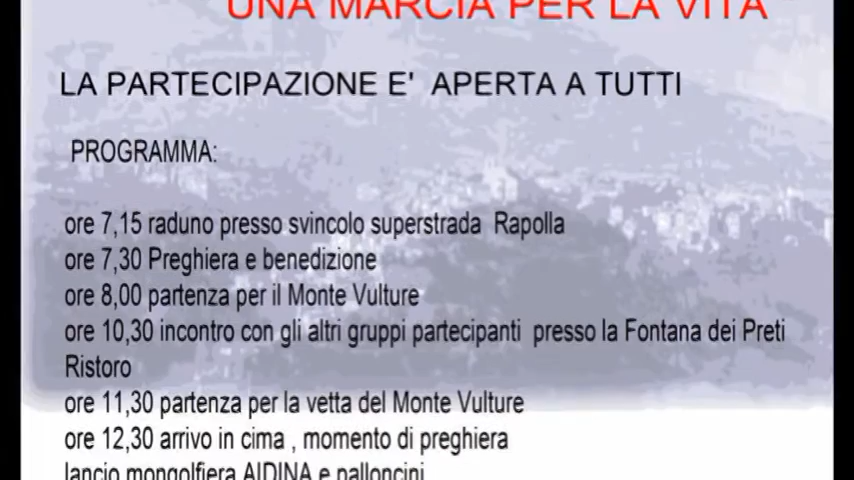 UNA MARCIA PER LA VITA "
LA PARTECIPAZIONE E' APERTA A TUTTI
PROGRAMMA:
ore 7,15 raduno presso svincolo superstrada Rapolla
ore 7,30 Preghiera e benedizione
ore 8,00 partenza per il Monte Vulture
ore 10,30 incontro con gli altri gruppi partecipanti presso la Fontana dei Preti
Ristoro
ore 11,30 partenza per la vetta del Monte Vulture
ore 12,30 arrivo in cima , momento di preghiera
lancio mongolfiera AIDINA e palloncini